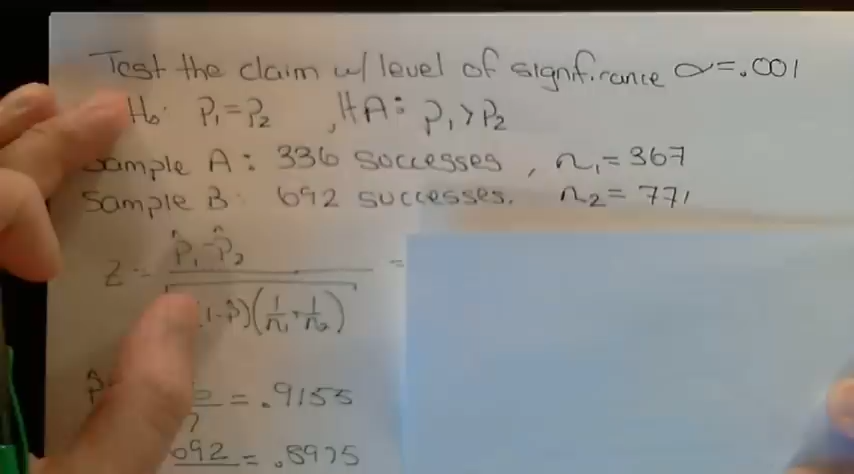 Test the claim w/ level of significance α=.001
H₀: P₁=P₂ , HA: P₁>P₂
Sample A: 336 successes , n₁=367
Sample B: 692 successes. n₂=771
Z = p̂₁-p̂₂ =
(1-p̂)(1/n₁+1/n₂)
= .9155
692 = .8975